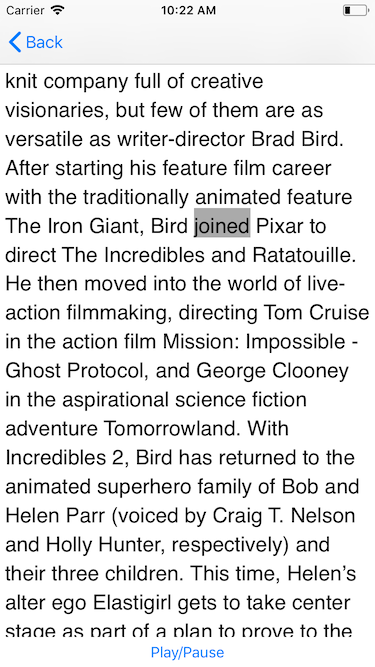 Carrier 10:22 AM
Back
knit company full of creative
visionaries, but few of them are as
versatile as writer-director Brad Bird.
After starting his feature film career
with the traditionally animated feature
The Iron Giant, Bird joined Pixar to
direct The Incredibles and Ratatouille.
He then moved into the world of live-
action filmmaking, directing Tom Cruise
in the action film Mission: Impossible -
Ghost Protocol, and George Clooney
in the aspirational science fiction
adventure Tomorrowland. With
Incredibles 2, Bird has returned to the
animated superhero family of Bob and
Helen Parr (voiced by Craig T. Nelson
and Holly Hunter, respectively) and
their three children. This time, Helen’s
alter ego Elastigirl gets to take center
stage as part of a plan to prove to the
Play/Pause